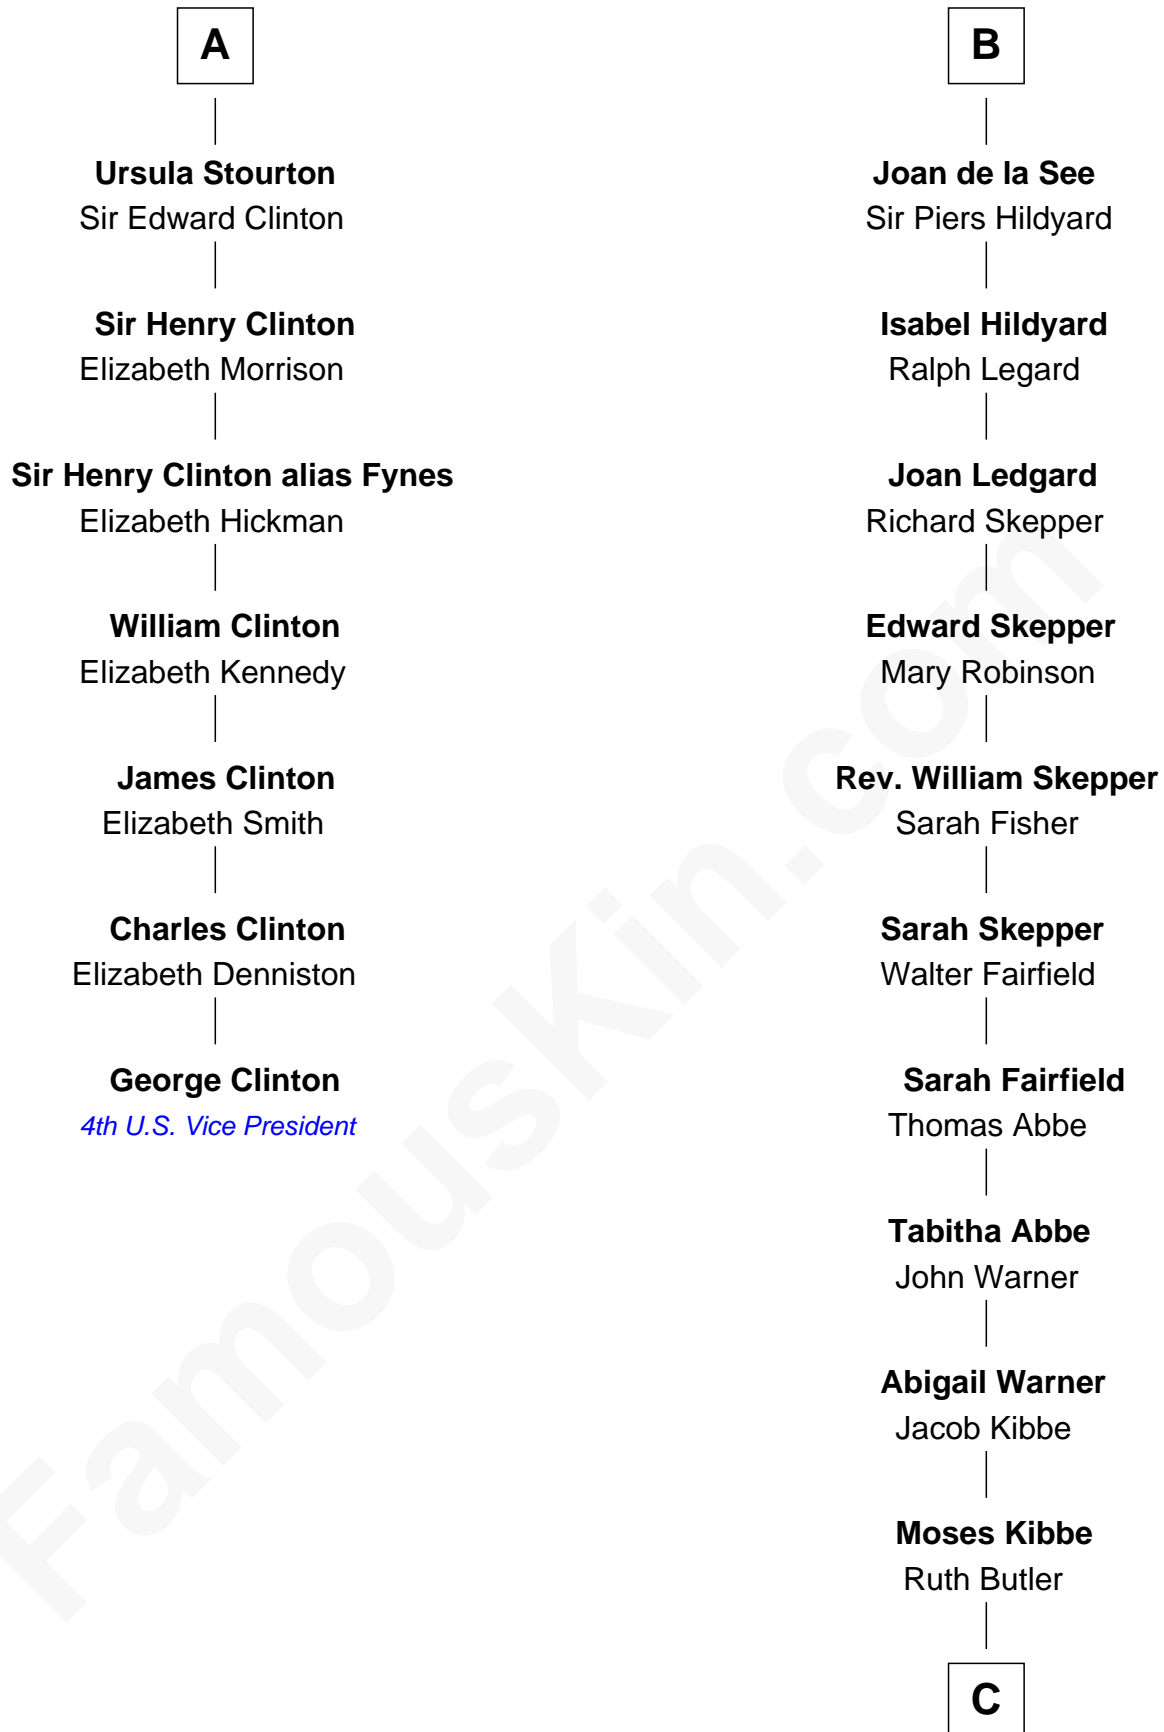 A
Ursula Stourton
Sir Edward Clinton
Sir Henry Clinton
Elizabeth Morrison
Sir Henry Clinton alias Fynes
Elizabeth Hickman
William Clinton
Elizabeth Kennedy
James Clinton
Elizabeth Smith
Charles Clinton
Elizabeth Denniston
George Clinton
4th U.S. Vice President
B
Joan de la See
Sir Piers Hildyard
Isabel Hildyard
Ralph Legard
Joan Ledgard
Richard Skepper
Edward Skepper
Mary Robinson
Rev. William Skepper
Sarah Fisher
Sarah Skepper
Walter Fairfield
Sarah Fairfield
Thomas Abbe
Tabitha Abbe
John Warner
Abigail Warner
Jacob Kibbe
Moses Kibbe
Ruth Butler
C
FamousKin.com